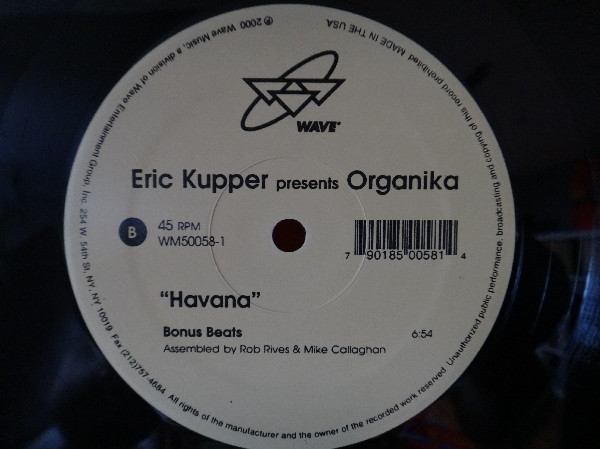 ℗ 2000 Wave Music, a division of Wave Entertainment Group, Inc. 254 W. 54th St. NY, NY 10019 Fax (212)757-4684. All rights of the manufacturer and the owner of the recorded work reserved. Unauthorized public performance, broadcasting and copying of this record prohibited. MADE IN THE USA
WAVE
Eric Kupper presents Organika
B
45 RPM
WM50058-1
7 90185 00581 4
“Havana”
Bonus Beats 6:54
Assembled by Rob Rives & Mike Callaghan